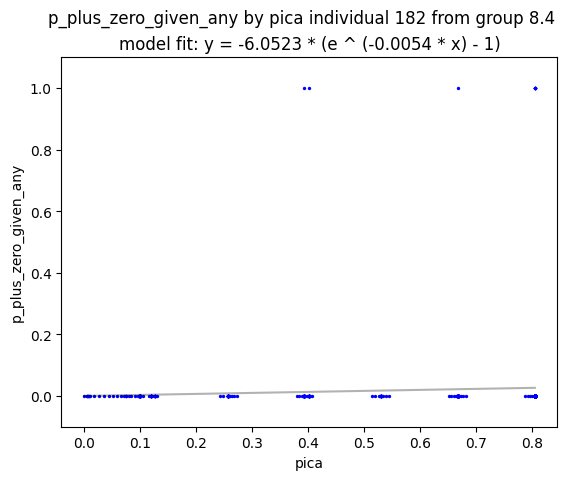 p_plus_zero_given_any by pica individual 182 from group 8.4
model fit: y = -6.0523 * (e ^ (-0.0054 * x) - 1)
p_plus_zero_given_any
1.0
0.8
0.6
0.4
0.2
0.0
0.0 0.1 0.2 0.3 0.4 0.5 0.6 0.7 0.8
pica